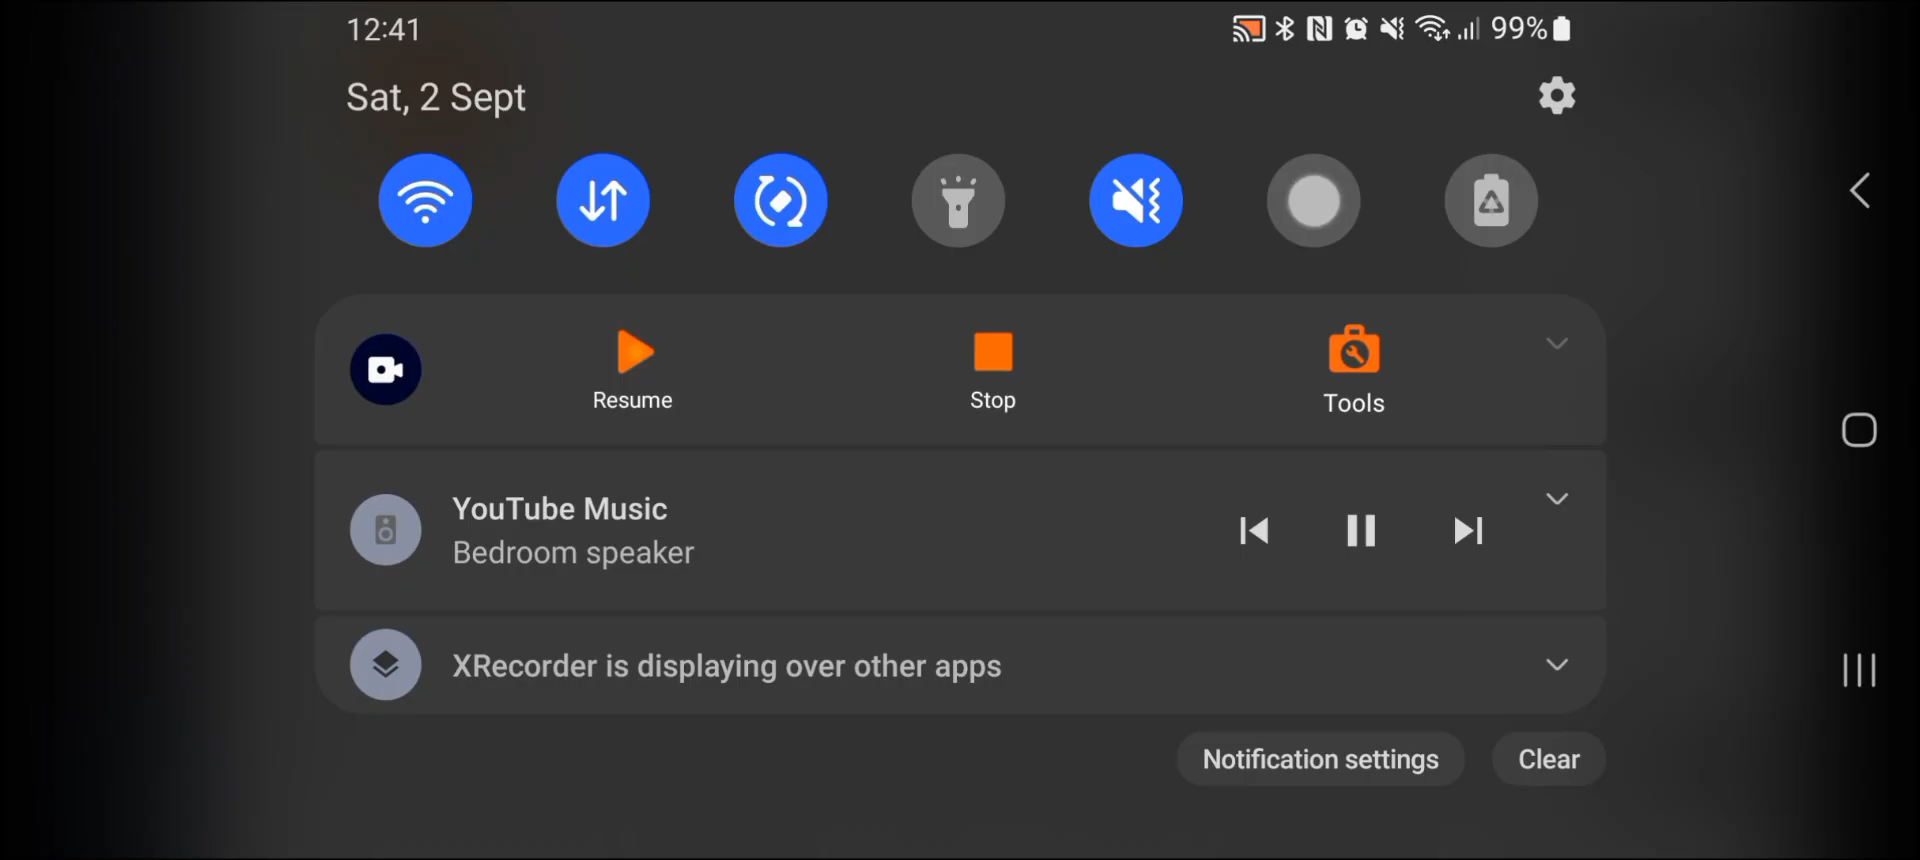 12:41
99%
Sat, 2 Sept
Resume
Stop
Tools
YouTube Music
Bedroom speaker
XRecorder is displaying over other apps
Notification settings
Clear